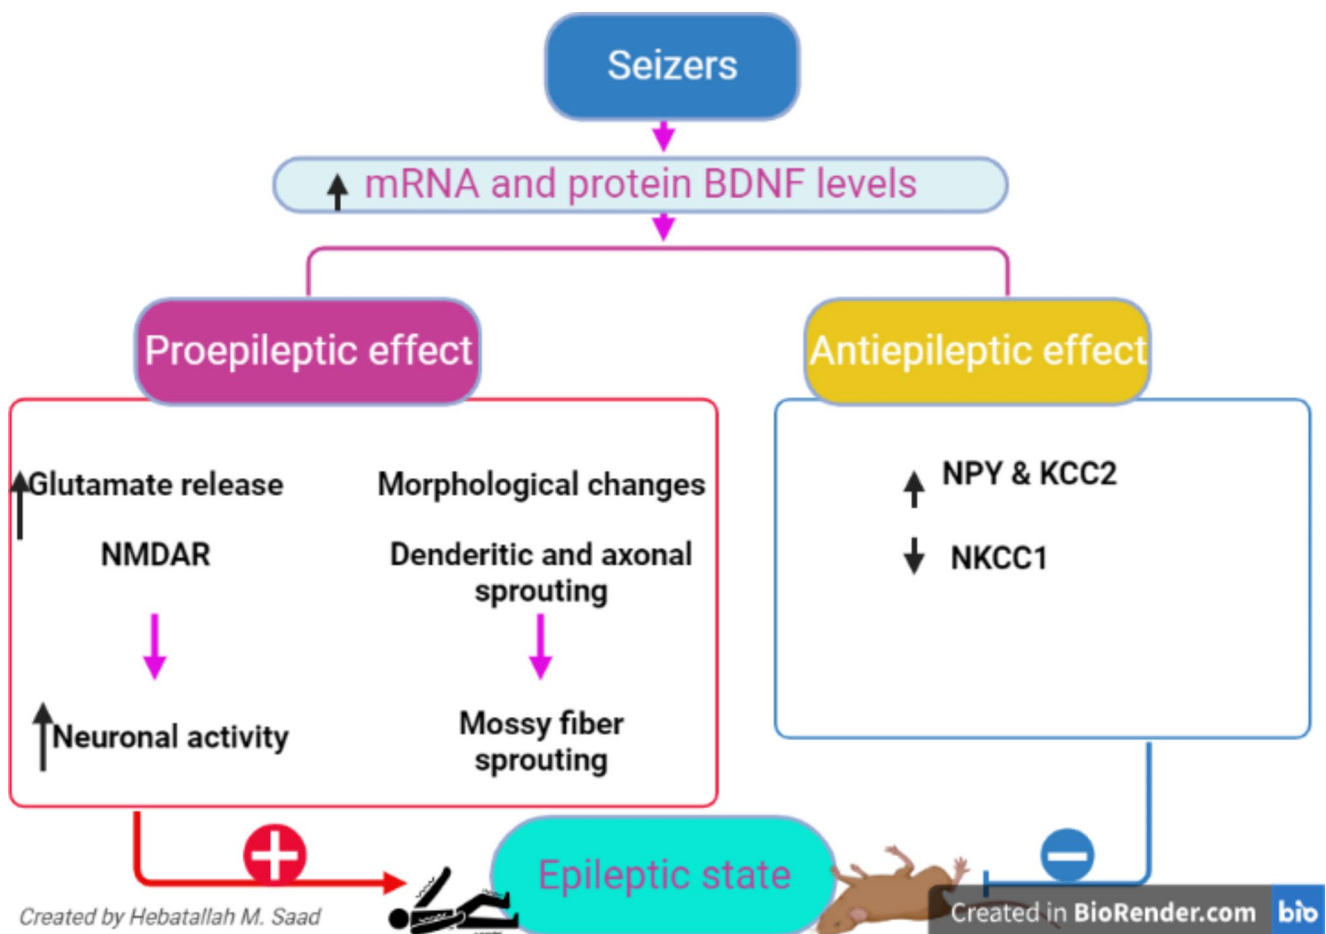 Seizers
mRNA and protein BDNF levels
Proepileptic effect
Antiepileptic effect
Glutamate release
NMDAR
Neuronal activity
Morphological changes
Denderitic and axonal
sprouting
Mossy fiber
sprouting
NPY & KCC2
NKCC1
Epileptic state
Created by Hebatallah M. Saad
Created in BioRender.com bio